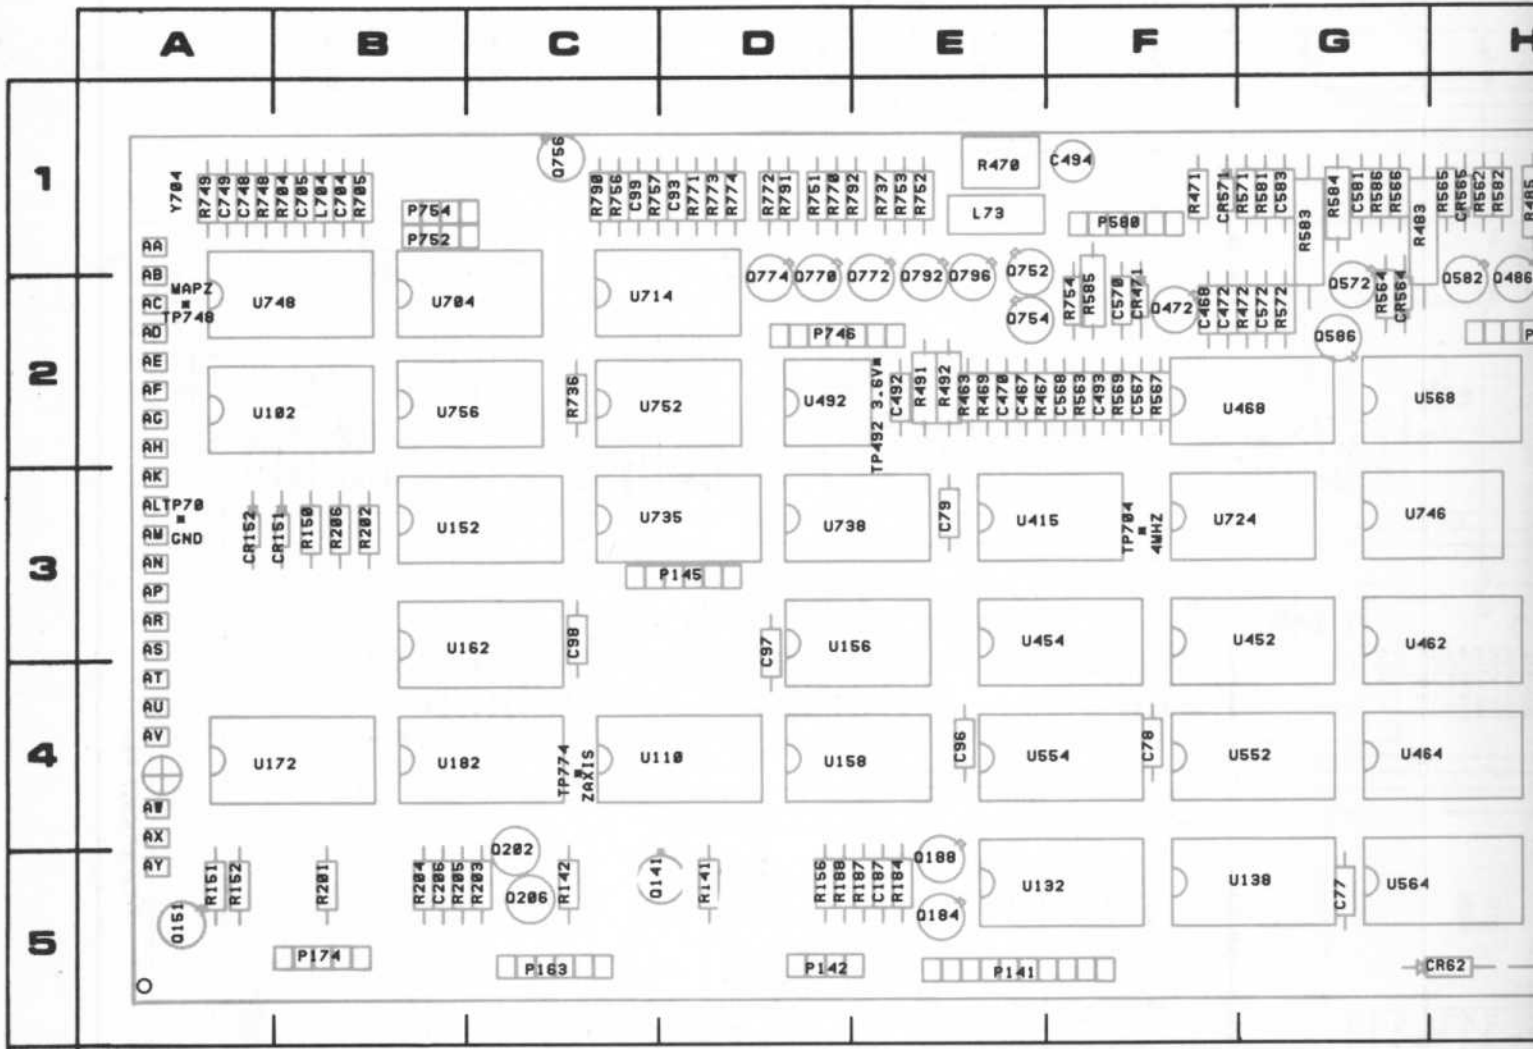 A B C D E F G H
1
Y704 R749 C749 C748 R748 R704 C705 L704 C704 R705
P754
P752
Q756
R790 R756 C99 R757 C93 R771 R773 R774
R772 R791 R751 R770 R792 R737 R753 R752
R470
L73
C494
P580
R471 CR571 R571 R581 C583 R583 R584 C581 R586 R566 R483 R565 CR565 R562 R582 R485
AA
AB
AC
AD
MAPZ
TP748
U748
U704
U714
Q774 Q770 Q772 Q792 Q796 Q752
Q754
R754 R585 C570 CR471 Q472 C468 C472 R472 C572 R572
Q572 R564 CR564 Q582 Q486
Q586
P746
P
2
AE
AF
AG
AH
U102
U756
R736
U752
U492
TP492 3.6V
C492 R491 R492 R463 R469 C470 C467 R467 C568 R563 C493 R569 C567 R567
U468
U568
3
AK
AL
AM
AN
AP
AR
AS
TP70
GND
CR152 CR151 R150 R206 R202
U152
U735
U738
C79
U415
TP704
4MHZ
U724
U746
P145
U162
C98
C97
U156
U454
U452
U462
4
AT
AU
AV
AW
AX
U172
U182
TP774
ZAXIS
U110
U158
C96
U554
C78
U552
U464
5
AY
R151 R152
Q151
R201
P174
R204 C206 R205 R203
Q202
Q206
R142
P163
Q141
R141
R156 R188 R187 C187 R184
P142
Q188
Q184
U132
P141
U138
C77
U564
CR62